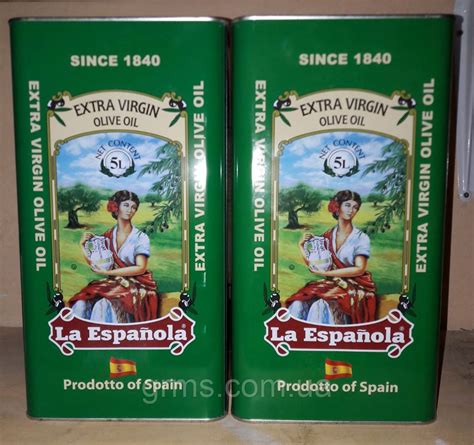 SINCE 1840
EXTRA VIRGIN OLIVE OIL
EXTRA VIRGIN
OLIVE OIL
NET CONTENT
5L
EXTRA VIRGIN OLIVE OIL
La Española®
Prodotto of Spain
SINCE 1840
EXTRA VIRGIN OLIVE OIL
EXTRA VIRGIN
OLIVE OIL
NET CONTENT
5L
EXTRA VIRGIN OLIVE OIL
La Española®
Prodotto of Spain
grims.com.ua